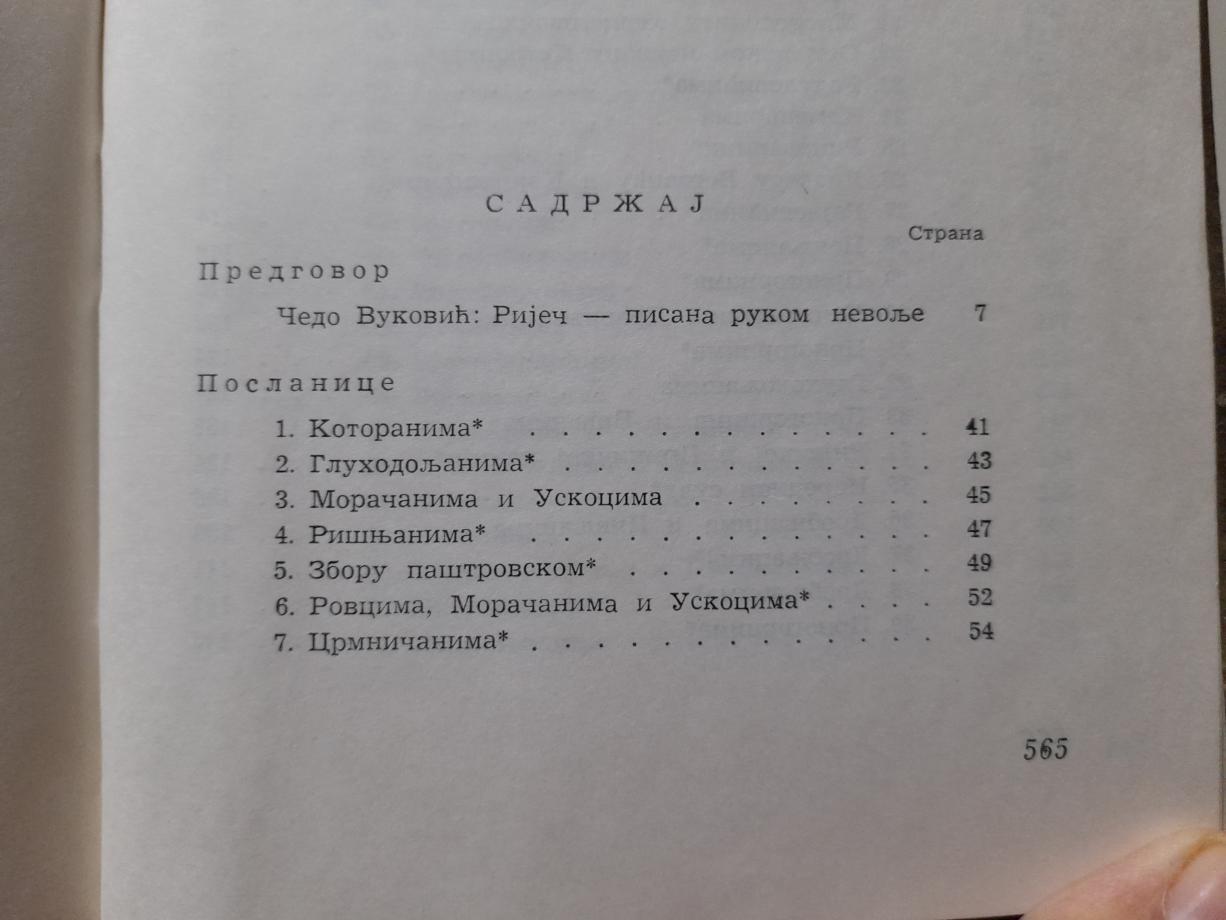 САДРЖАЈ
Страна
Предговор
Чедо Вуковић: Ријеч — писана руком невоље 7
Посланице
1. Которанима* . . . . . . . . . . . . . 41
2. Глуходољанима* . . . . . . . . . . . . 43
3. Морачанима и Ускоцима . . . . . . . . 45
4. Ришњанима* . . . . . . . . . . . . . 47
5. Збору паштровском* . . . . . . . . . . 49
6. Ровцима, Морачанима и Ускоцима* . . . . 52
7. Црмничанима* . . . . . . . . . . . . . 54
565